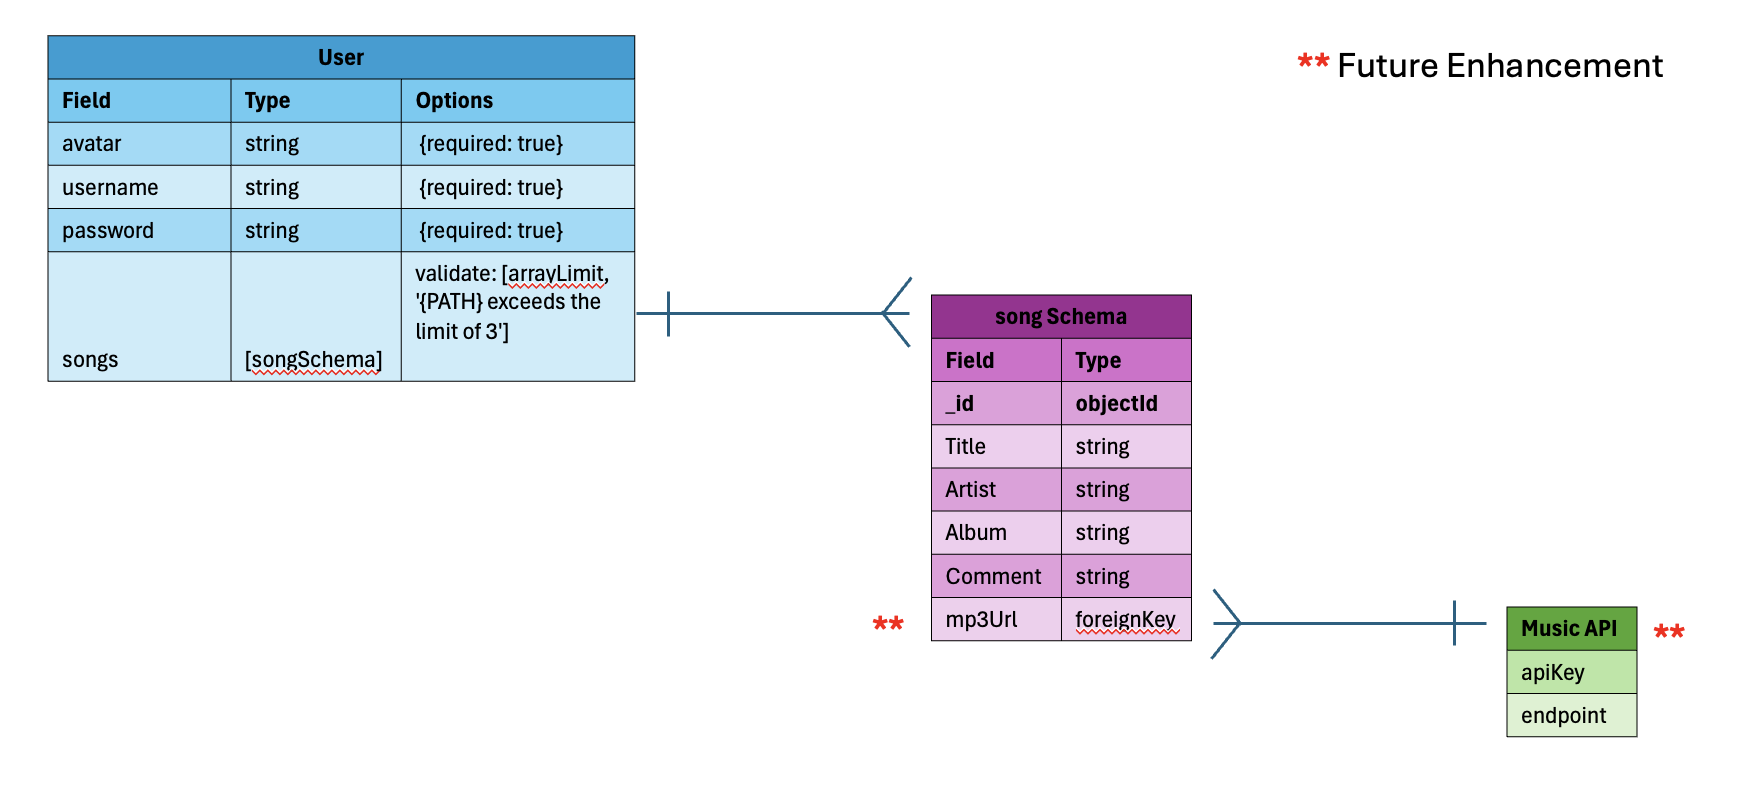 User
Field Type Options
avatar string {required: true}
username string {required: true}
password string {required: true}
validate: [arrayLimit,
'{PATH} exceeds the
limit of 3']
songs [songSchema]
** Future Enhancement
song Schema
Field Type
_id objectId
Title string
Artist string
Album string
Comment string
** mp3Url foreignKey
Music API **
apiKey
endpoint